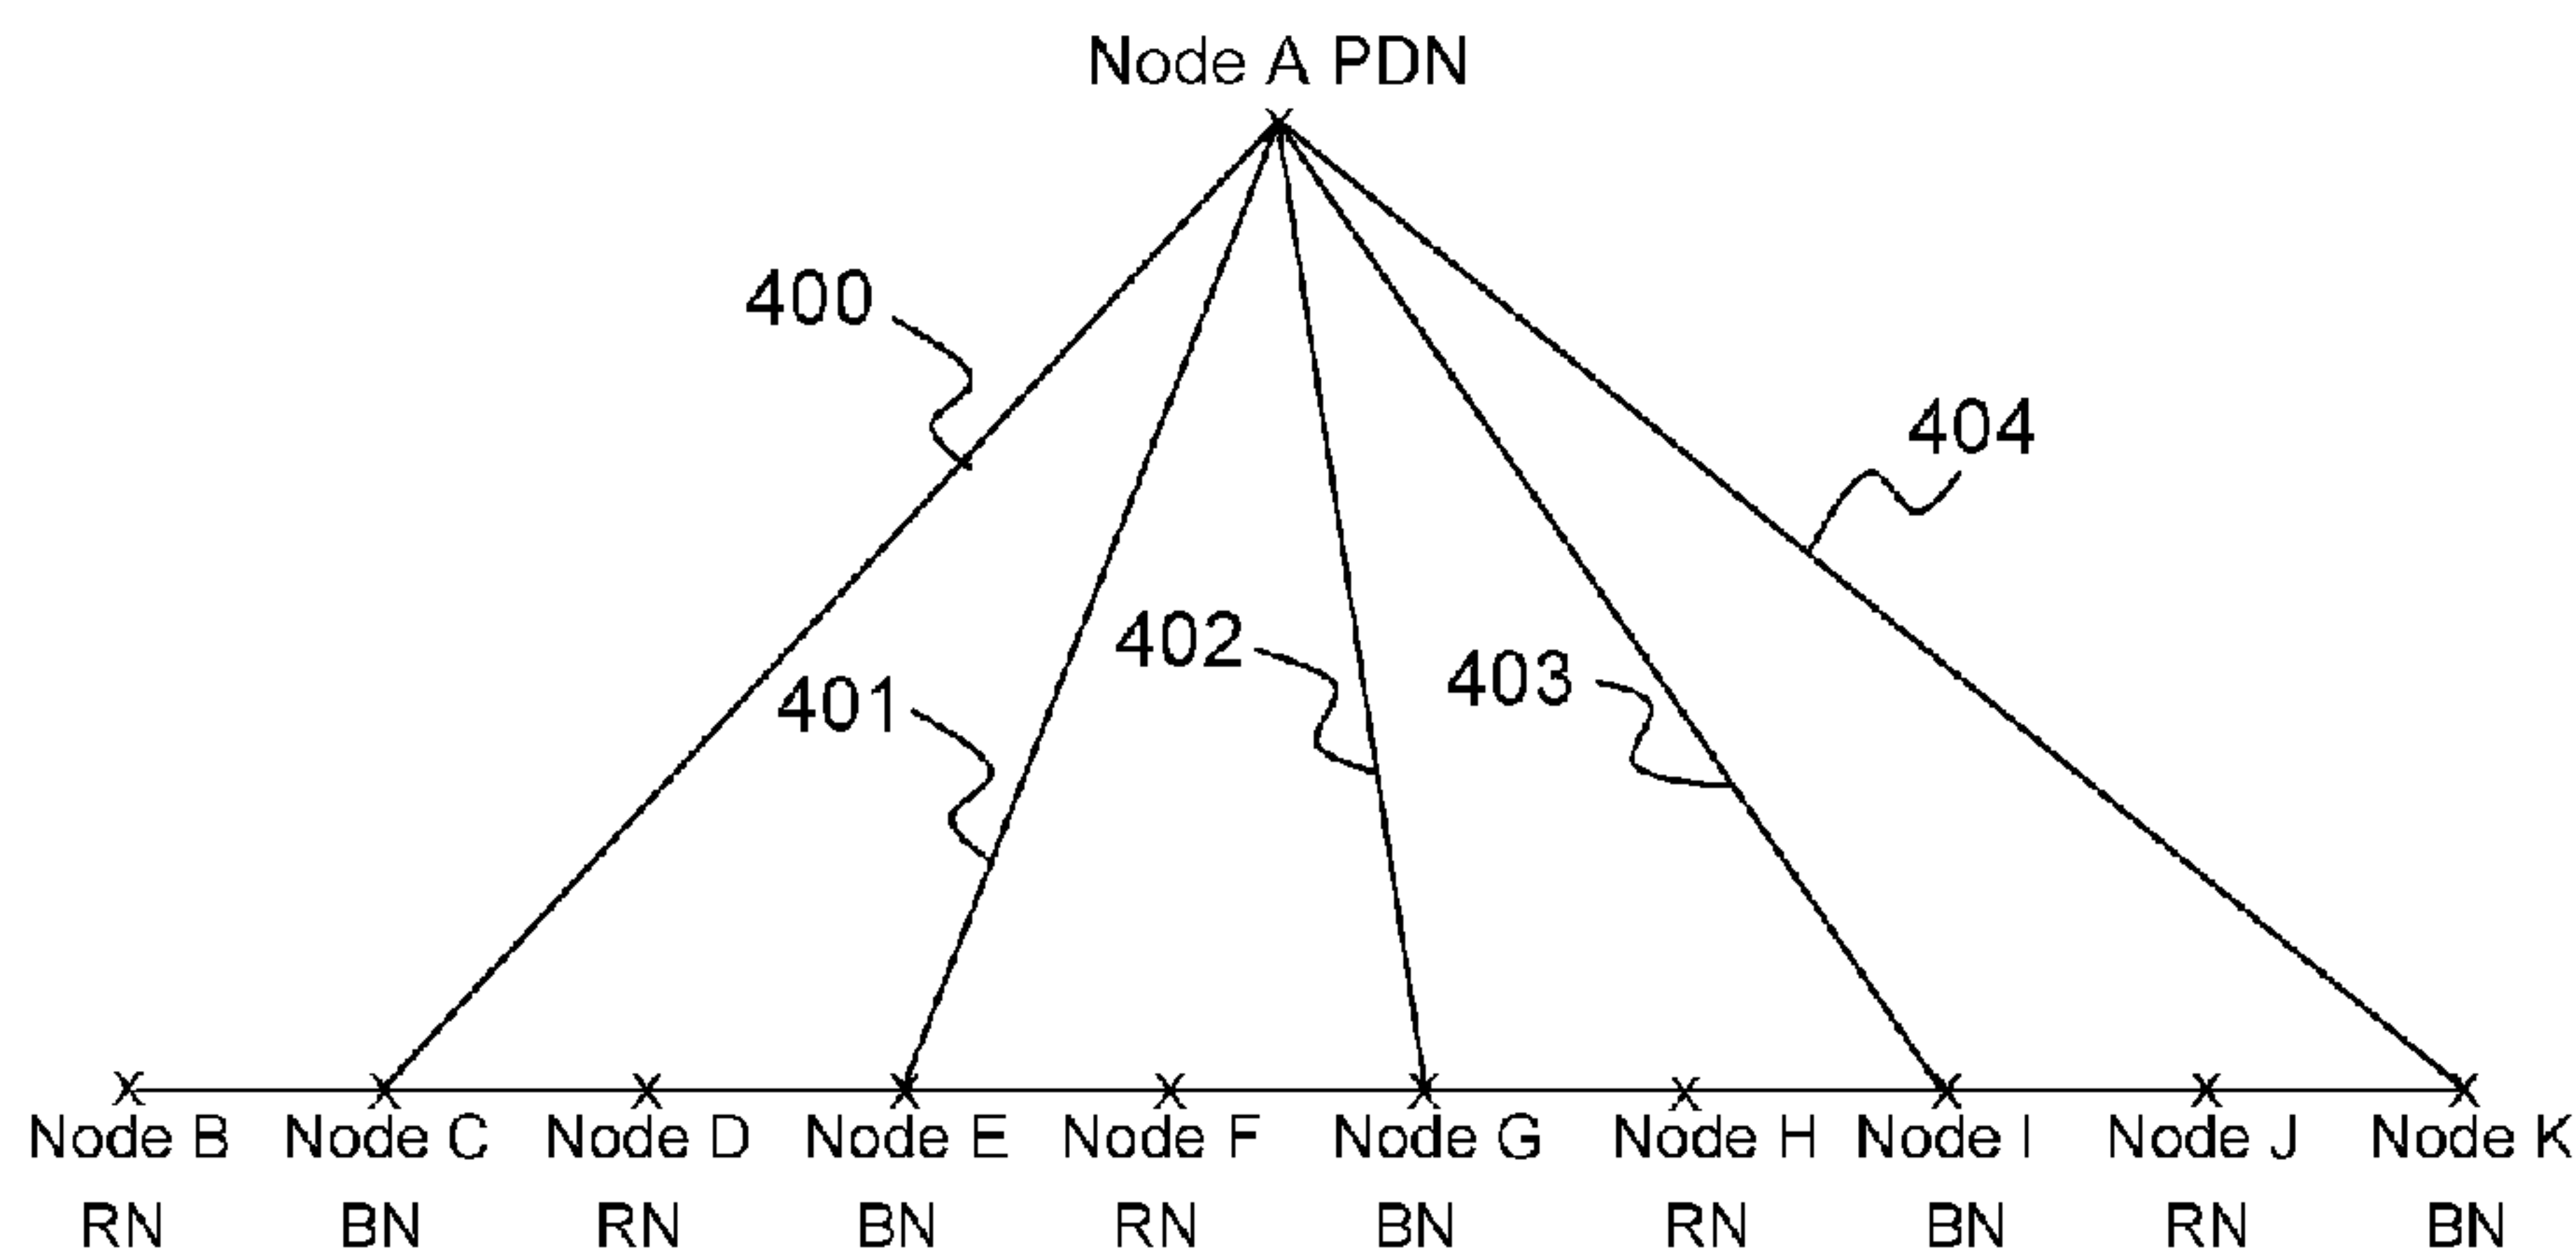 Node A PDN
400
404
402
403
401
Node B Node C Node D Node E Node F Node G Node H Node I Node J Node K
RN BN RN BN RN BN RN BN RN BN